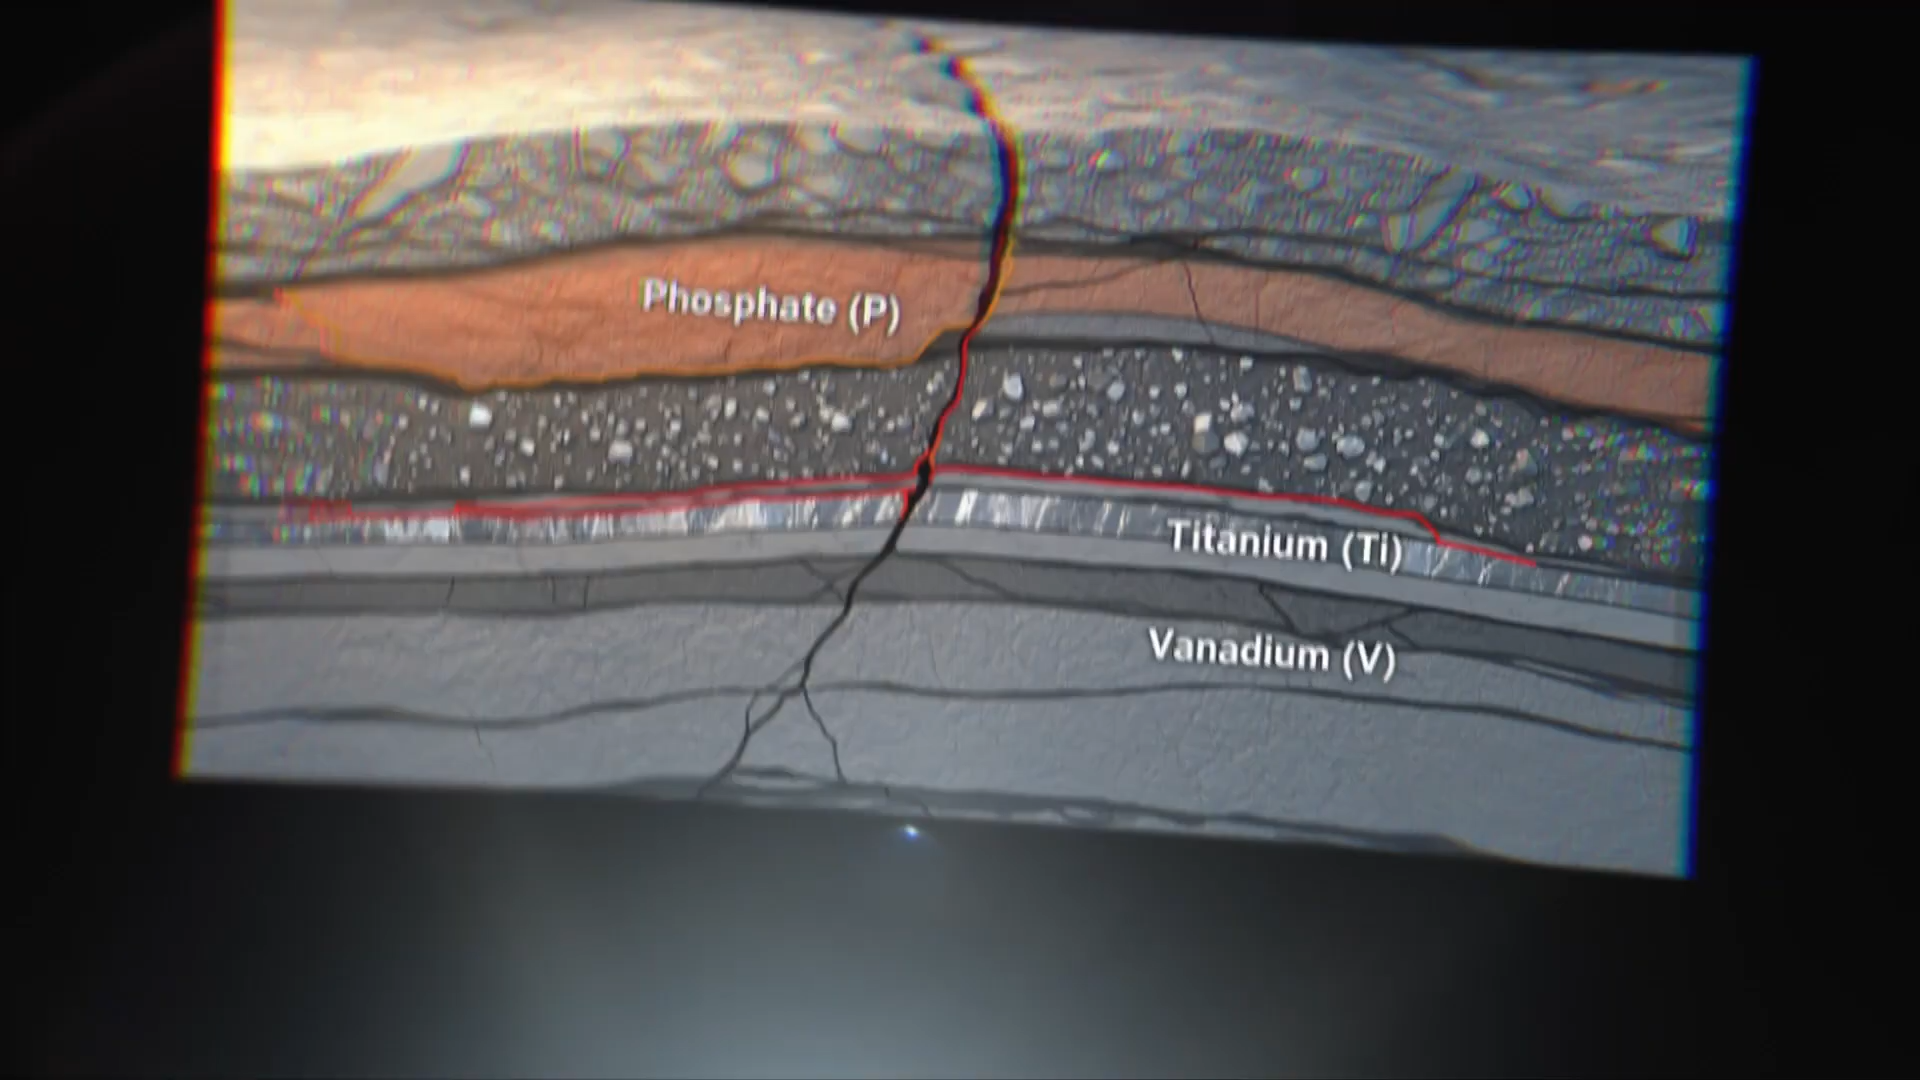 Phosphate (P)
Titanium (Ti)
Vanadium (V)